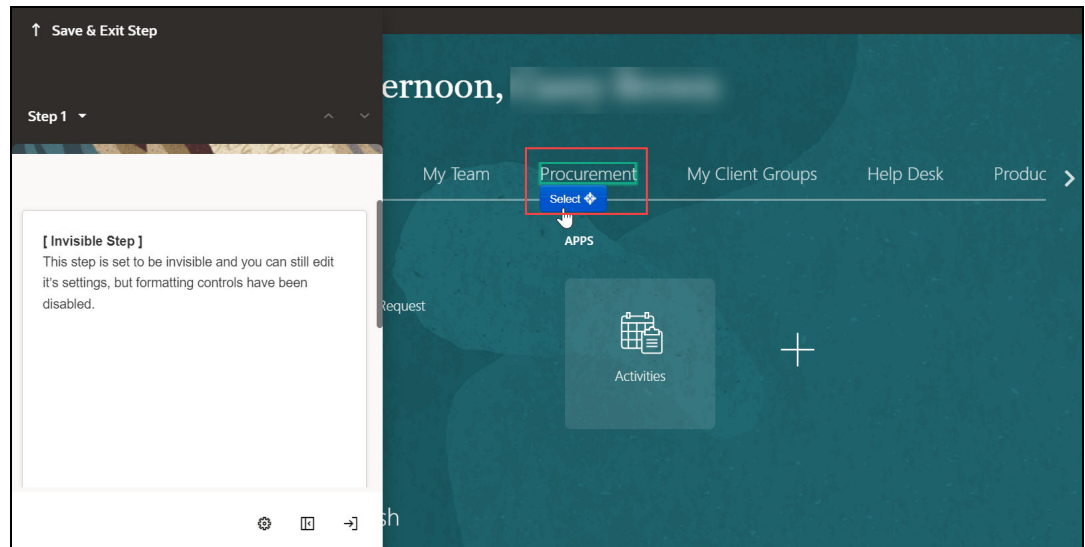 Save & Exit Step
Step 1
[ Invisible Step ]
This step is set to be invisible and you can still edit
it's settings, but formatting controls have been
disabled.
ernoon,
My Team
Procurement
My Client Groups
Help Desk
Produc
Select
APPS
Request
Activities
sh